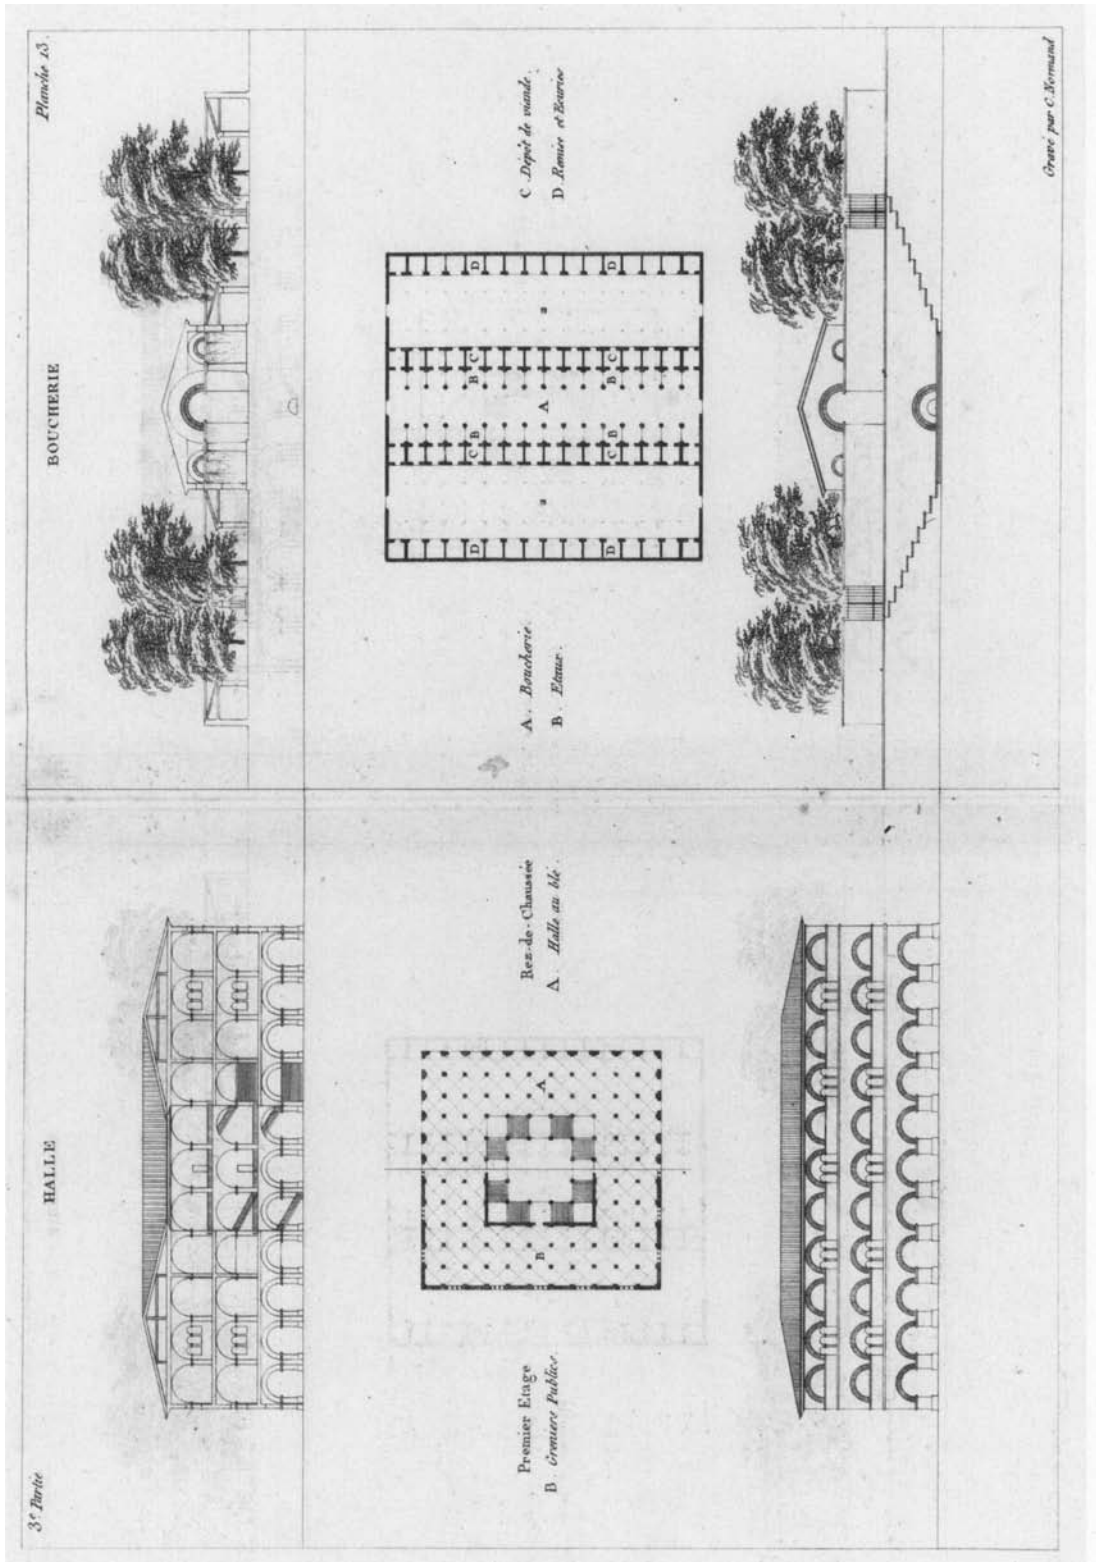 3e Partie
Planche 13.
HALLE
BOUCHERIE
Premier Etage
B. Greniers Publics.
Rez-de-Chaussée
A. Halle au blé.
A. Boucherie.
B. Etaux.
C. Dépôt de viande.
D. Remise et Ecuries
B
A
D
D
C
C
B
B
A
B
B
C
C
D
D
Gravé par C. Normand